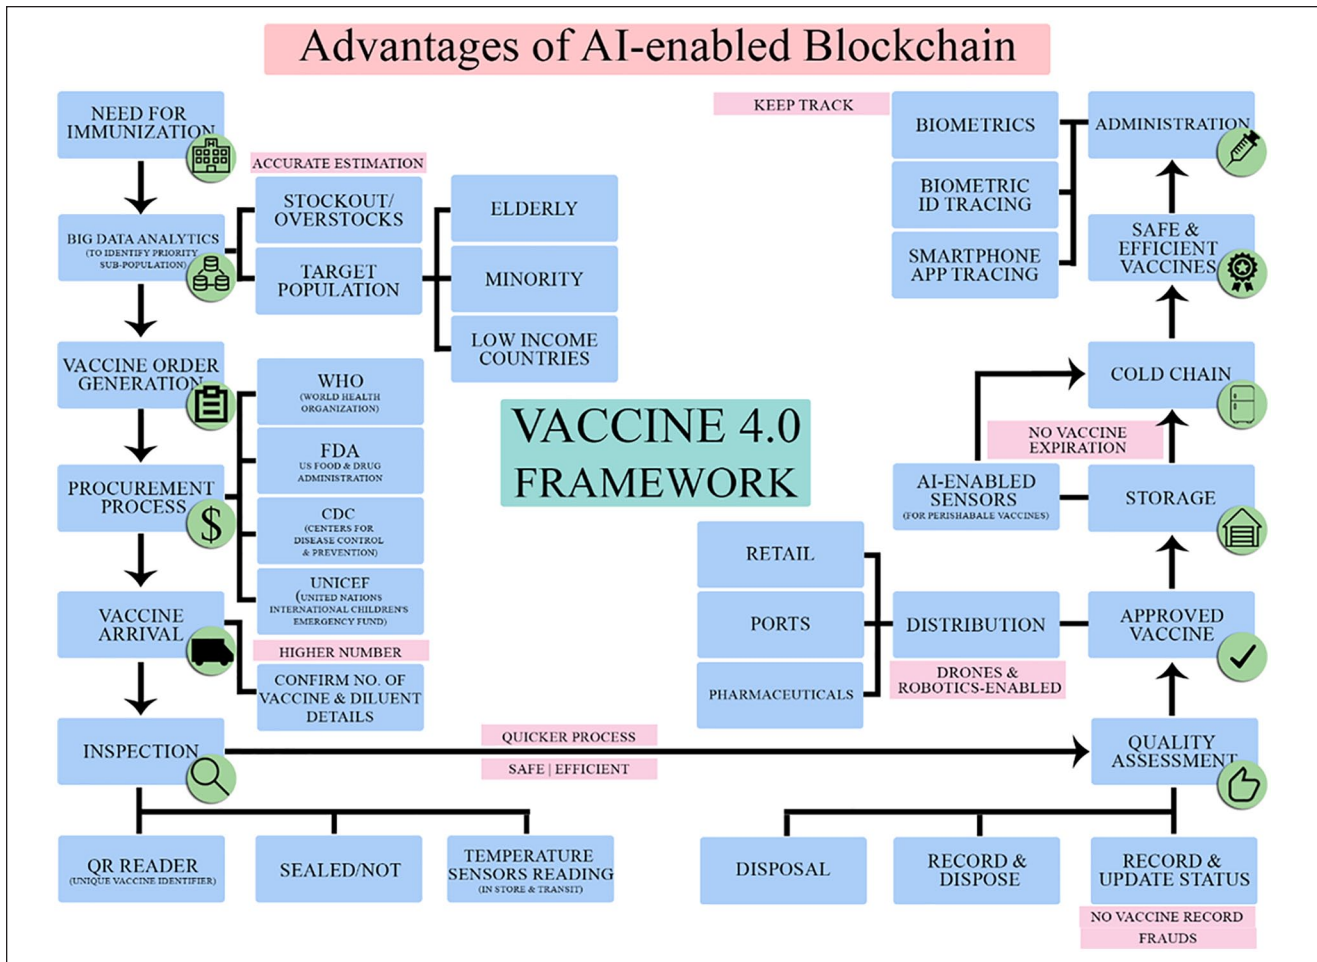 Advantages of AI-enabled Blockchain
NEED FOR
IMMUNIZATION
BIG DATA ANALYTICS
(TO IDENTIFY PRIORITY
SUB-POPULATION)
ACCURATE ESTIMATION
STOCKOUT/
OVERSTOCKS
TARGET
POPULATION
ELDERLY
MINORITY
LOW INCOME
COUNTRIES
VACCINE ORDER
GENERATION
PROCUREMENT
PROCESS
$
WHO
(WORLD HEALTH
ORGANIZATION)
FDA
US FOOD & DRUG
ADMINISTRATION
CDC
(CENTERS FOR
DISEASE CONTROL
& PREVENTION)
UNICEF
(UNITED NATIONS
INTERNATIONAL CHILDREN'S
EMERGENCY FUND)
VACCINE
ARRIVAL
HIGHER NUMBER
CONFIRM NO. OF
VACCINE & DILUENT
DETAILS
INSPECTION
QR READER
(UNIQUE VACCINE IDENTIFIER)
SEALED/NOT
TEMPERATURE
SENSORS READING
(IN STORE & TRANSIT)
VACCINE 4.0
FRAMEWORK
QUICKER PROCESS
SAFE | EFFICIENT
KEEP TRACK
BIOMETRICS
BIOMETRIC
ID TRACING
SMARTPHONE
APP TRACING
ADMINISTRATION
SAFE &
EFFICIENT
VACCINES
COLD CHAIN
NO VACCINE
EXPIRATION
AI-ENABLED
SENSORS
(FOR PERISHABALE VACCINES)
STORAGE
RETAIL
PORTS
PHARMACEUTICALS
DISTRIBUTION
DRONES &
ROBOTICS-ENABLED
APPROVED
VACCINE
QUALITY
ASSESSMENT
DISPOSAL
RECORD &
DISPOSE
RECORD &
UPDATE STATUS
NO VACCINE RECORD
FRAUDS